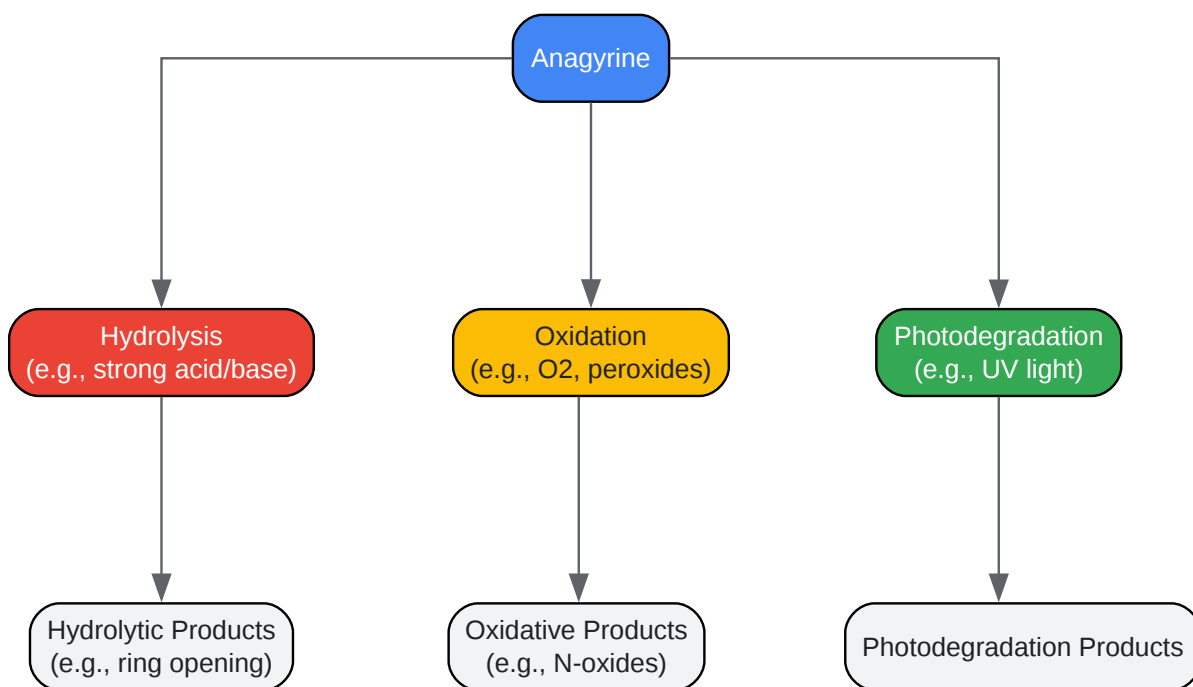 Anagyrine
Hydrolysis
(e.g., strong acid/base)
Oxidation
(e.g., O2, peroxides)
Photodegradation
(e.g., UV light)
Hydrolytic Products
(e.g., ring opening)
Oxidative Products
(e.g., N-oxides)
Photodegradation Products